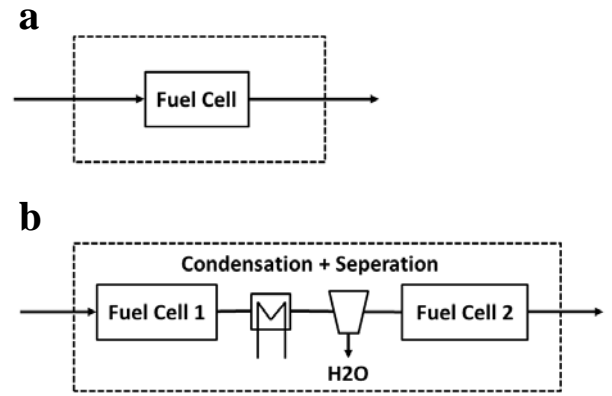 a
Fuel Cell
b
Condensation + Seperation
Fuel Cell 1
Fuel Cell 2
H2O